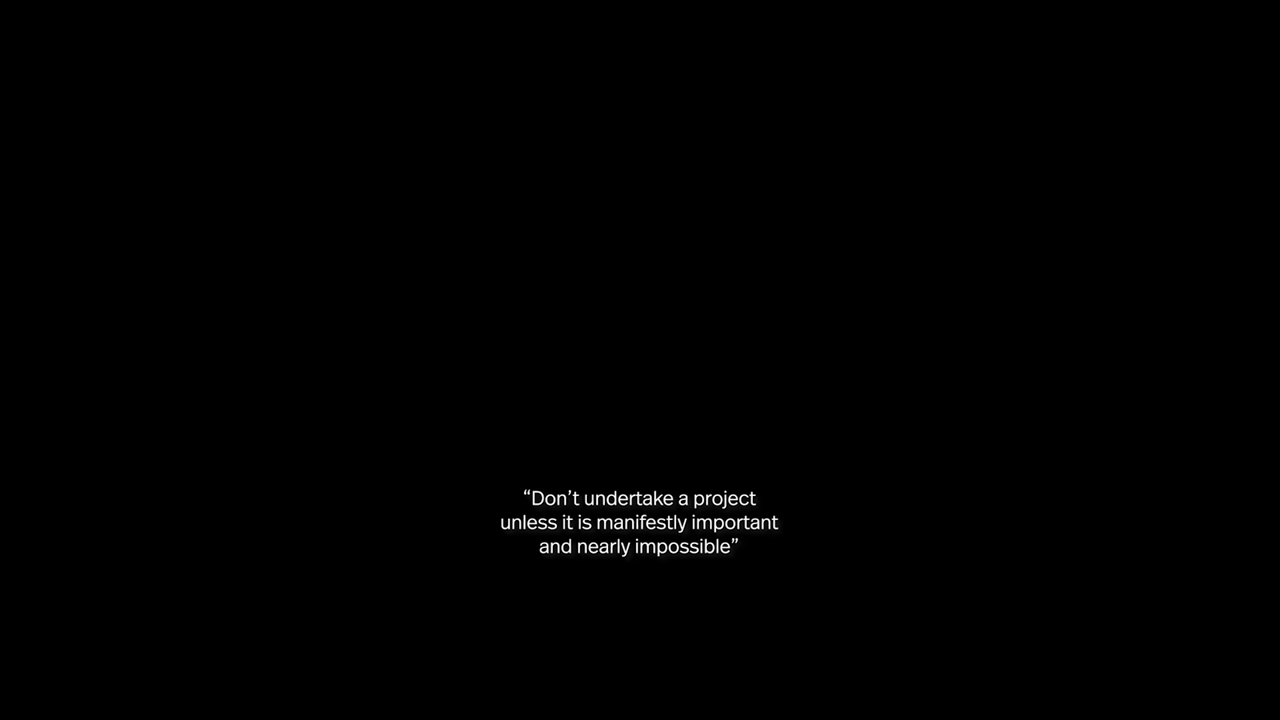 “Don’t undertake a project
unless it is manifestly important
and nearly impossible”